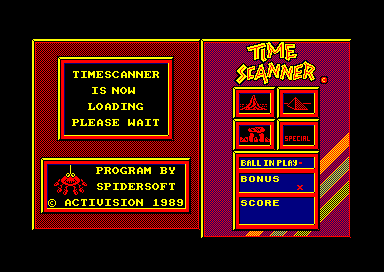 TIMESCANNER
IS NOW
LOADING
PLEASE WAIT
PROGRAM BY
SPIDERSOFT
© ACTIVISION 1989
TIME
SCANNER ©
SPECIAL
BALL IN PLAY-
BONUS
X
SCORE